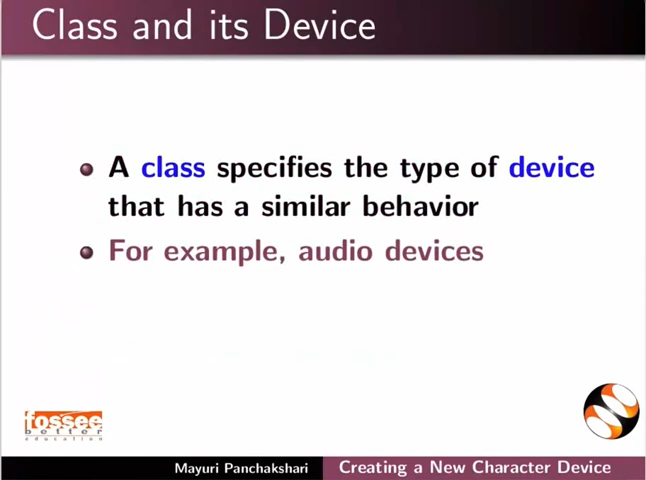 Class and its Device
A class specifies the type of device
that has a similar behavior
For example, audio devices
fossee
better
education
Mayuri Panchakshari Creating a New Character Device